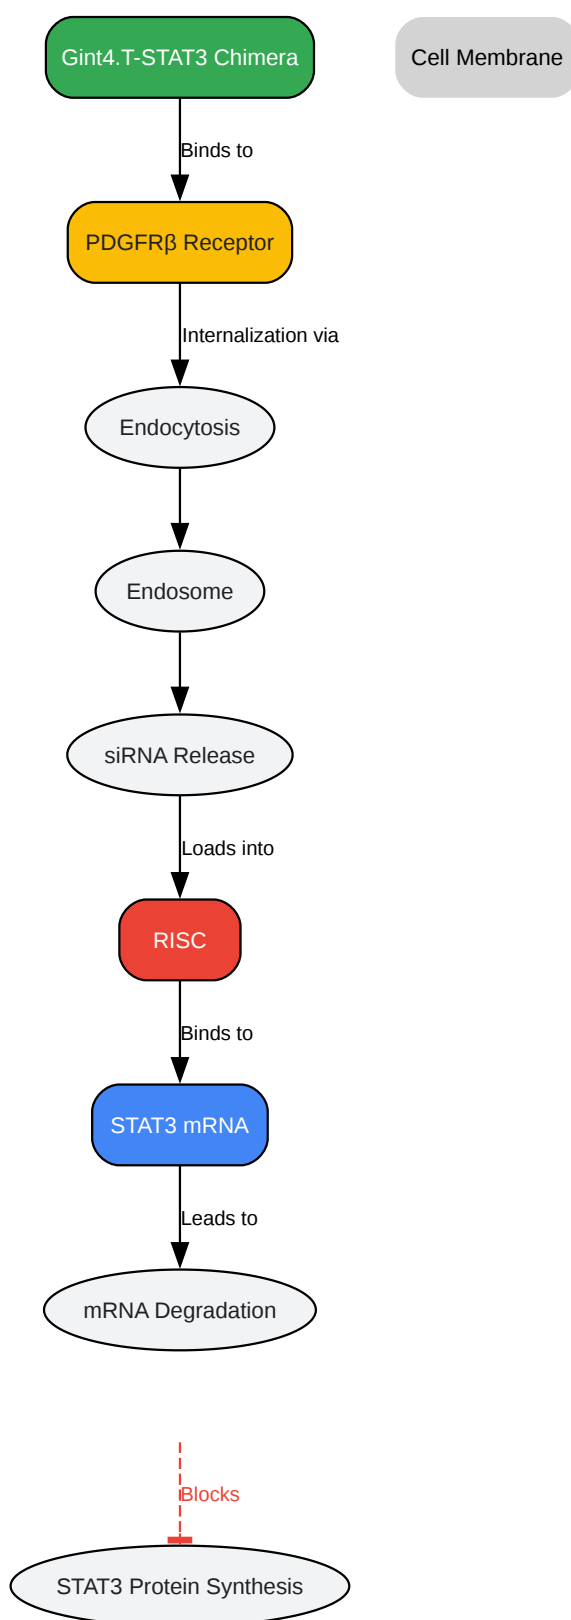 Gint4.T-STAT3 Chimera
Cell Membrane
Binds to
PDGFRβ Receptor
Internalization via
Endocytosis
Endosome
siRNA Release
Loads into
RISC
Binds to
STAT3 mRNA
Leads to
mRNA Degradation
Blocks
STAT3 Protein Synthesis